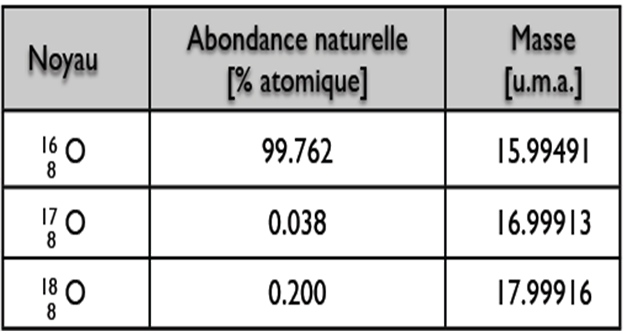 Noyau Abondance naturelle [% atomique] Masse [u.m.a.]
16 8 O 99.762 15.99491
17 8 O 0.038 16.99913
18 8 O 0.200 17.99916